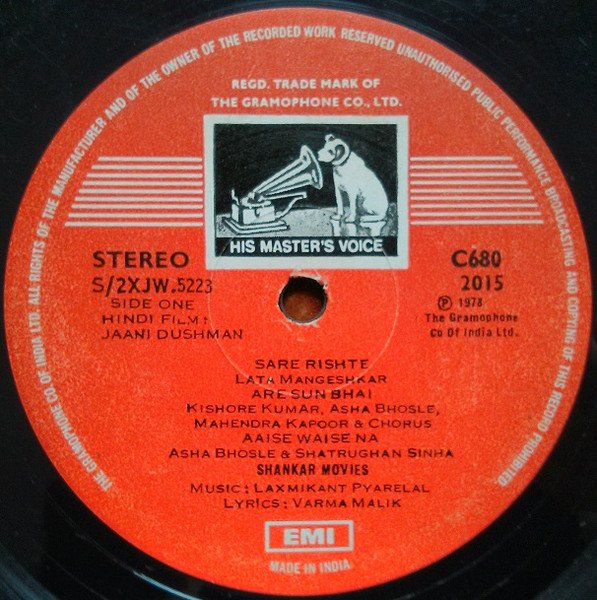 THE GRAMOPHONE CO OF INDIA LTD. ALL RIGHTS OF THE MANUFACTURER AND OF THE OWNER OF THE RECORDED WORK RESERVED UNAUTHORISED PUBLIC PERFORMANCE BROADCASTING AND COPYING OF THIS RECORD PROHIBITED.
REGD. TRADE MARK OF
THE GRAMOPHONE CO., LTD.
HIS MASTER'S VOICE
STEREO
S/2XJW.5223
SIDE ONE
HINDI FILM:
JAANI DUSHMAN
C680
2015
℗ 1978
The Gramophone
Co Of India Ltd.
SARE RISHTE
LATA MANGESHKAR
ARE SUN BHAI
KISHORE KUMAR, ASHA BHOSLE,
MAHENDRA KAPOOR & CHORUS
AAISE WAISE NA
ASHA BHOSLE & SHATRUGHAN SINHA
SHANKAR MOVIES
MUSIC: LAXMIKANT PYARELAL
LYRICS: VARMA MALIK
EMI
MADE IN INDIA